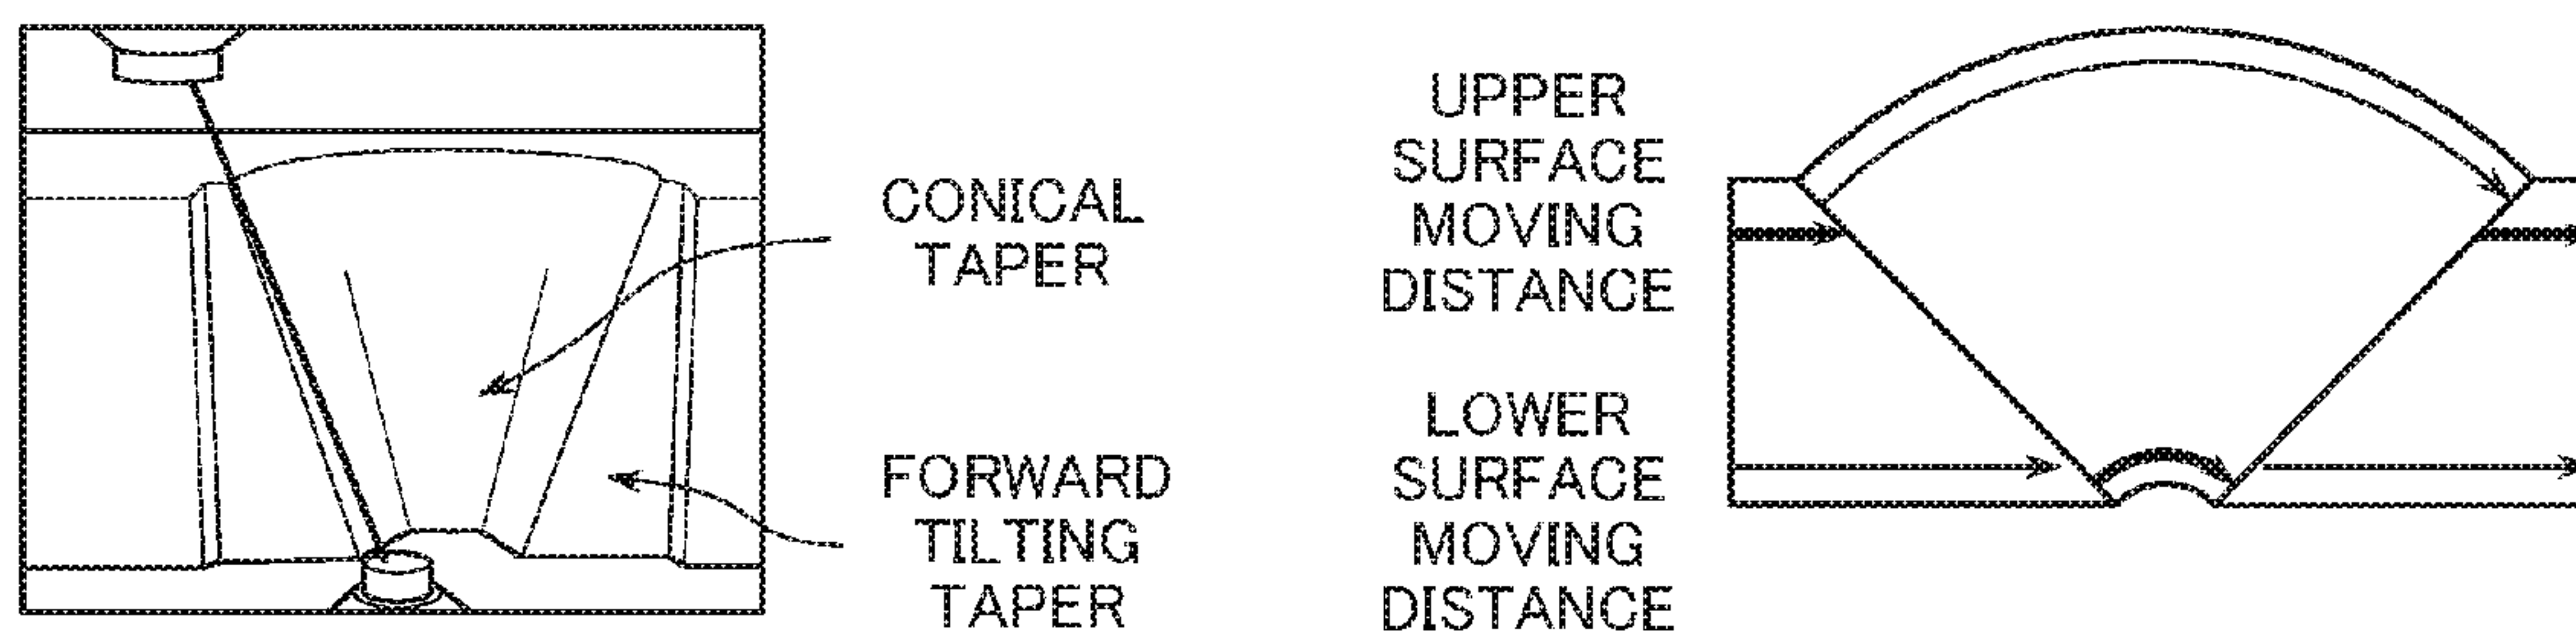 CONICAL
TAPER
FORWARD
TILTING
TAPER
UPPER
SURFACE
MOVING
DISTANCE
LOWER
SURFACE
MOVING
DISTANCE